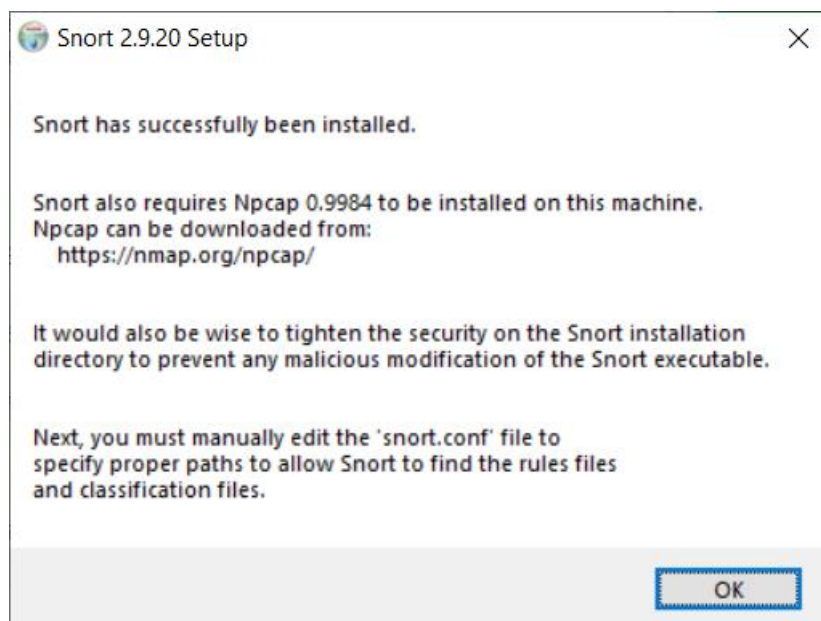 Snort 2.9.20 Setup
Snort has successfully been installed.
Snort also requires Npcap 0.9984 to be installed on this machine.
Npcap can be downloaded from:
https://nmap.org/npcap/
It would also be wise to tighten the security on the Snort installation
directory to prevent any malicious modification of the Snort executable.
Next, you must manually edit the 'snort.conf' file to
specify proper paths to allow Snort to find the rules files
and classification files.
OK